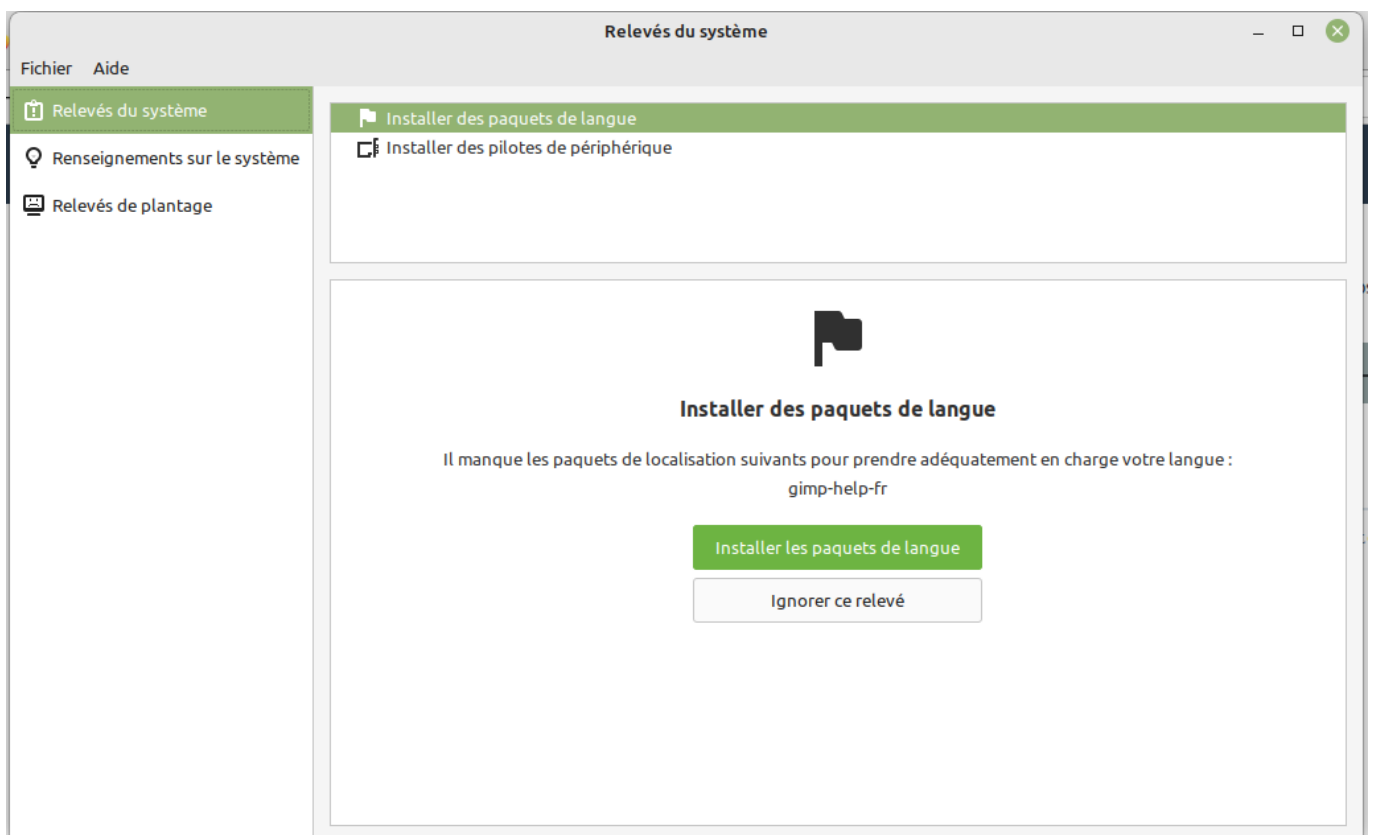 Relevés du système
Fichier Aide
Relevés du système
Renseignements sur le système
Relevés de plantage
Installer des paquets de langue
Installer des pilotes de périphérique
Installer des paquets de langue
Il manque les paquets de localisation suivants pour prendre adéquatement en charge votre langue :
gimp-help-fr
Installer les paquets de langue
Ignorer ce relevé